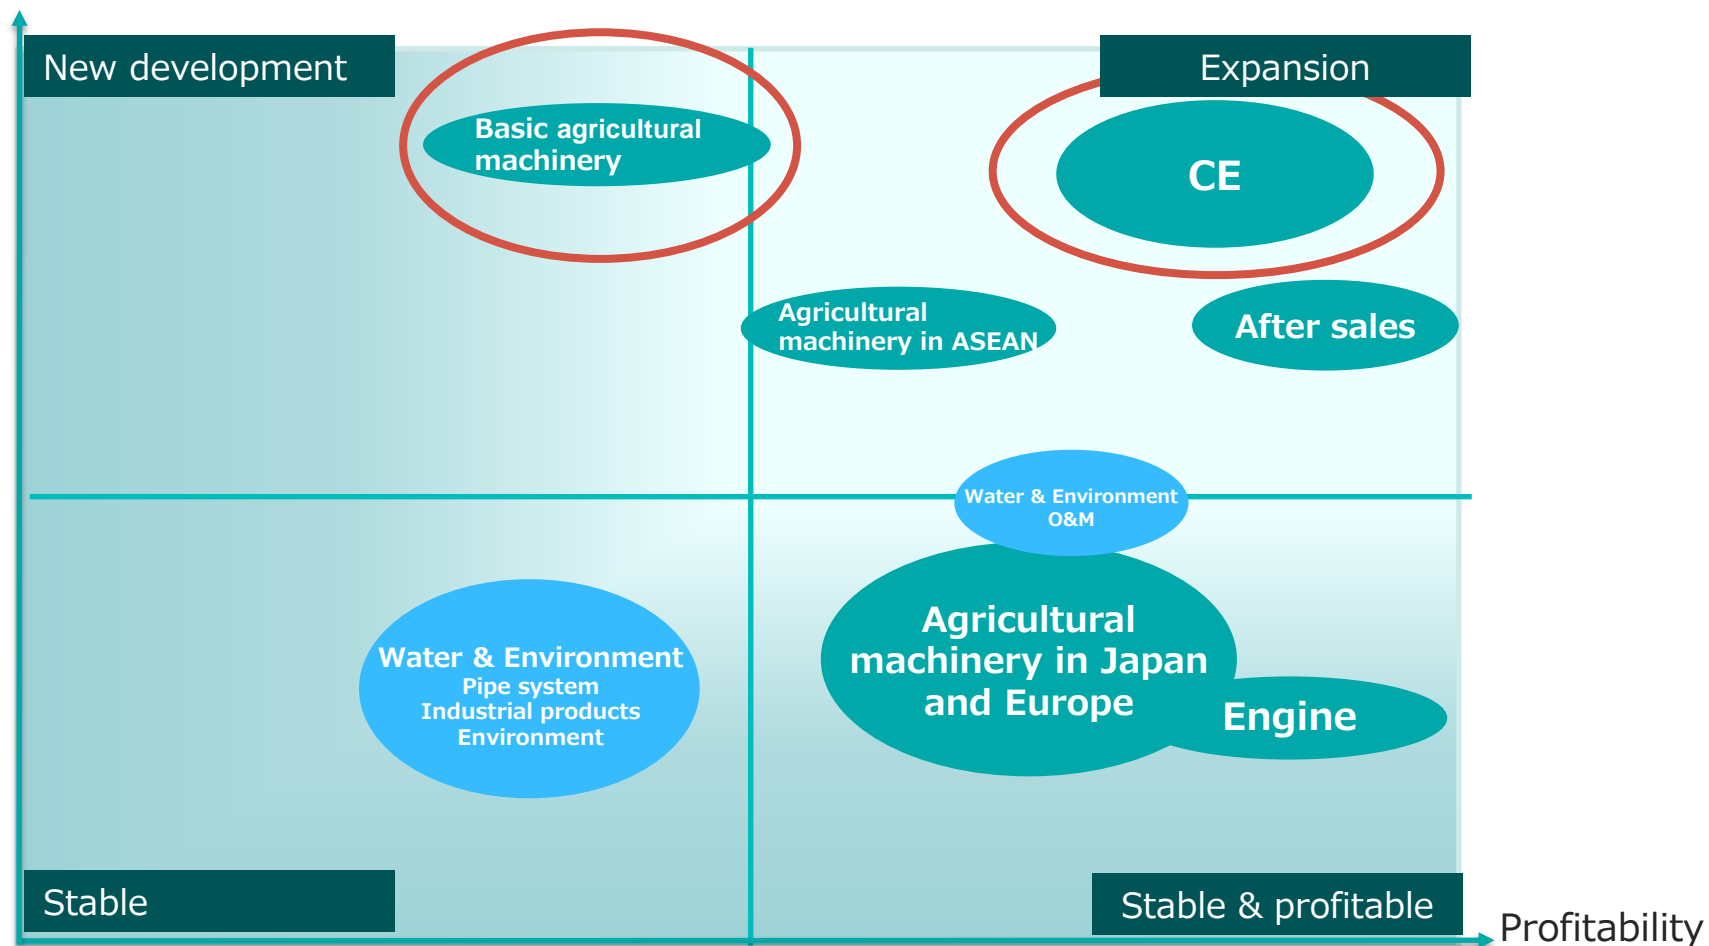 New development
Expansion
Basic agricultural
machinery
CE
Agricultural
machinery in ASEAN
After sales
Water & Environment
O&M
Water & Environment
Pipe system
Industrial products
Environment
Agricultural
machinery in Japan
and Europe
Engine
Stable
Stable & profitable
Profitability